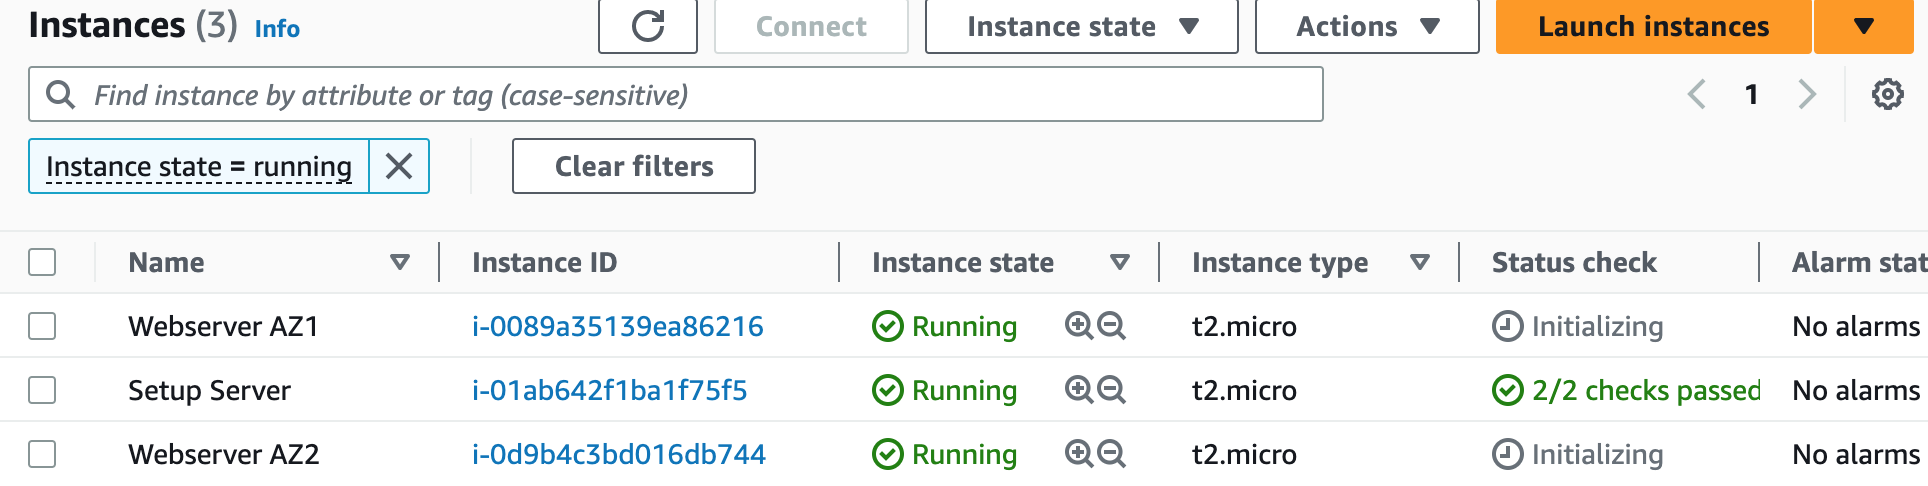 Instances (3) Info Connect Instance state Actions Launch instances
Find instance by attribute or tag (case-sensitive) 1
Instance state = running Clear filters
Name Instance ID Instance state Instance type Status check Alarm stat
Webserver AZ1 i-0089a35139ea86216 Running t2.micro Initializing No alarms
Setup Server i-01ab642f1ba1f75f5 Running t2.micro 2/2 checks passed No alarms
Webserver AZ2 i-0d9b4c3bd016db744 Running t2.micro Initializing No alarms